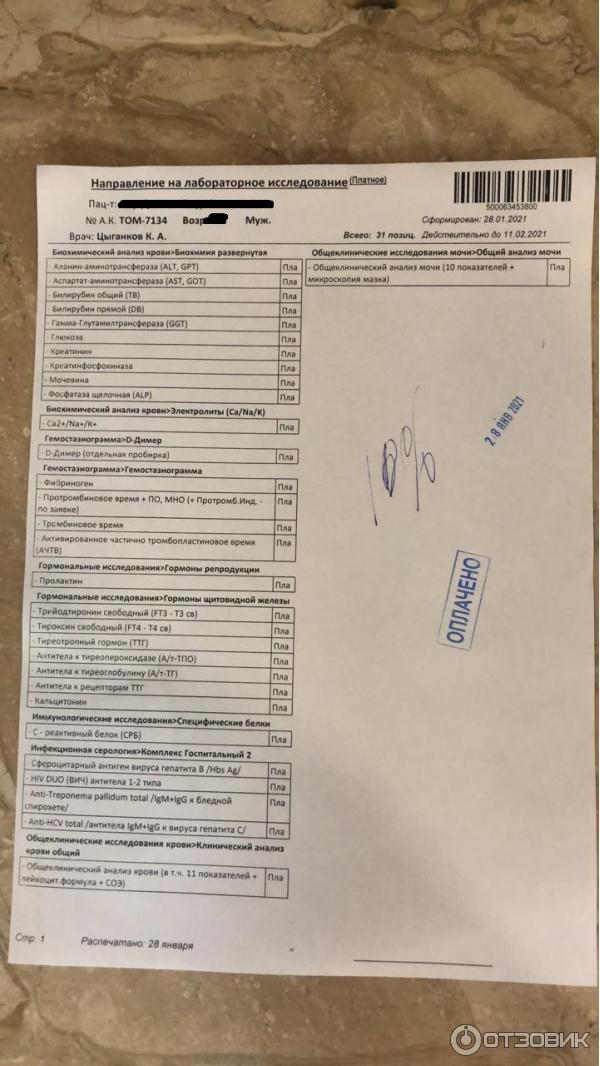 Направление на лабораторное исследование (Платное)
Пац-т:
500063453800
№ А.К. ТОМ-7134 Возр Муж.
Сформирован: 28.01.2021
Врач: Цыганков К. А.
Всего: 31 позиц. Действительно до 11.02.2021
Биохимический анализ крови>Биохимия развернутая
- Аланин-аминотрансфераза (ALT, GPT) Пла
- Аспартат-аминотрансфераза (AST, GOT) Пла
- Билирубин общий (TB) Пла
- Билирубин прямой (DB) Пла
- Гамма-Глутамилтрансфераза (GGT) Пла
- Глюкоза Пла
- Креатинин Пла
- Креатинфосфокиназа Пла
- Мочевина Пла
- Фосфатаза щелочная (ALP) Пла
Биохимический анализ крови>Электролиты (Ca/Na/K)
- Ca2+/Na+/K+ Пла
Гемостазиограмма>D-Димер
- D-Димер (отдельная пробирка) Пла
Гемостазиограмма>Гемостазиограмма
- Фибриноген Пла
- Протромбиновое время + ПО, МНО (+ Протромб.Инд. - Пла
по заявке)
- Тромбиновое время Пла
- Активированное частично тромбопластиновое время Пла
(АЧТВ)
Гормональные исследования>Гормоны репродукции
- Пролактин Пла
Гормональные исследования>Гормоны щитовидной железы
- Трийодтиронин свободный (FT3 - Т3 св) Пла
- Тироксин свободный (FT4 - Т4 св) Пла
- Тиреотропный гормон (ТТГ) Пла
- Антитела к тиреопероксидазе (А/т-ТПО) Пла
- Антитела к тиреоглобулину (А/т-ТГ) Пла
- Антитела к рецепторам ТТГ Пла
- Кальцитонин Пла
Иммунологические исследования>Специфические белки
- С - реактивный белок (СРБ) Пла
Инфекционная серология>Комплекс Госпитальный 2
- Сфероцитарный антиген вируса гепатита В /Hbs Ag/ Пла
- HIV DUO (ВИЧ) антитела 1-2 типа Пла
- Anti-Treponema pallidum total /IgM+IgG к бледной Пла
спирохете/
- Anti-HCV total /антитела IgM+IgG к вируса гепатита С/ Пла
Общеклинические исследования крови>Клинический анализ
крови общий
- Общеклинический анализ крови (в т.ч. 11 показателей + Пла
лейкоцит.формула + СОЭ)
Общеклинические исследования мочи>Общий анализ мочи
- Общеклинический анализ мочи (10 показателей + Пла
микроскопия мазка)
28 ЯНВ 2021
ОПЛАЧЕНО
Стр. 1 Распечатано: 28 января
ОТЗОВИК